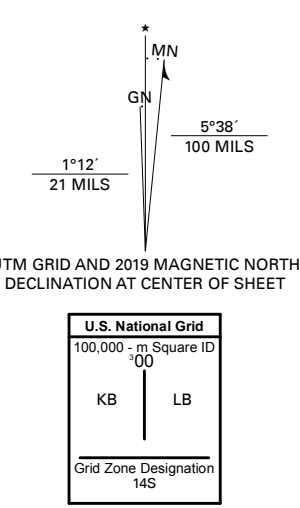 ★
MN
GN
5°38´
100 MILS
1°12´
21 MILS
UTM GRID AND 2019 MAGNETIC NORTH
DECLINATION AT CENTER OF SHEET
U.S. National Grid
100,000 - m Square ID
³00
KB LB
Grid Zone Designation
14S